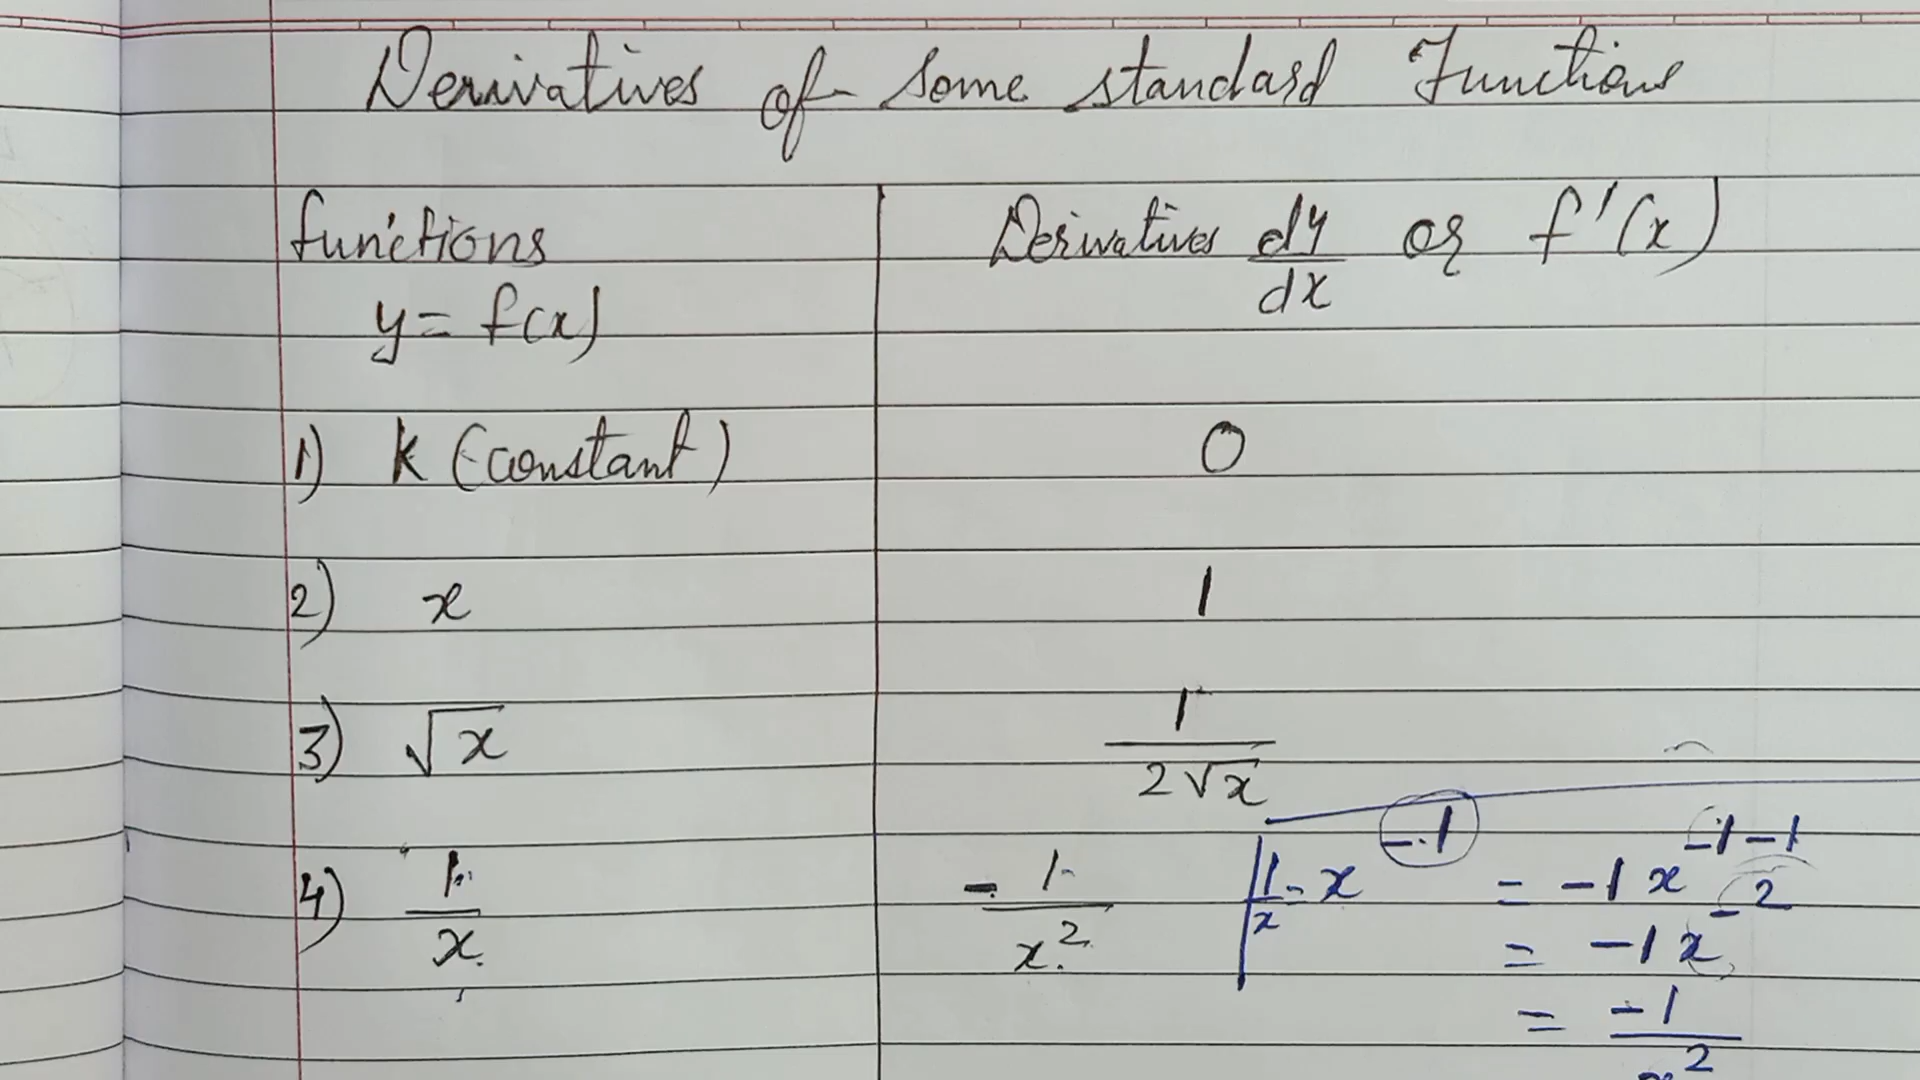 Derivatives of some standard Functions
functions
y = f(x)
Derivatives dy/dx or f'(x)
1) k (constant) 0
2) x 1
3) √x 1/2√x
4) 1/x - 1/x² 1/x = x⁻¹ = -1 x⁻¹⁻¹
= -1 x⁻²
= -1/x²